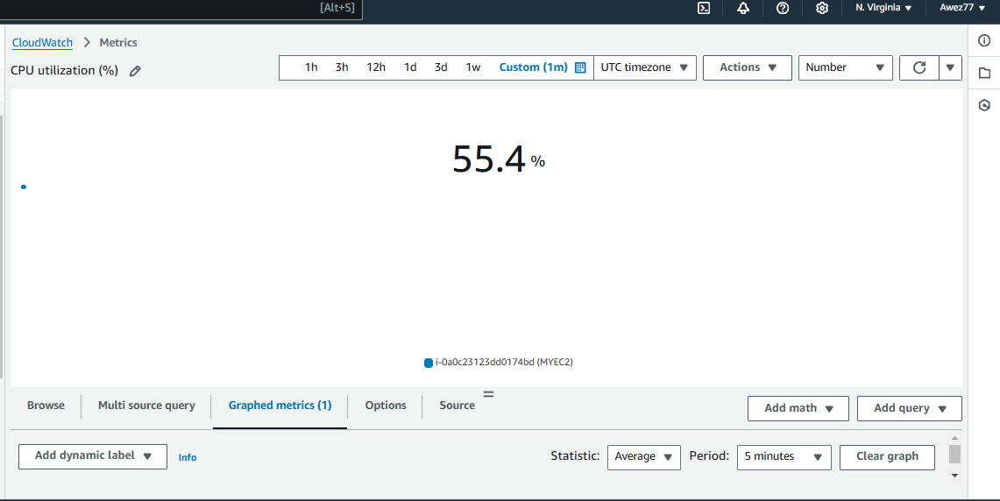 [Alt+S] N. Virginia Awez77
CloudWatch Metrics
CPU utilization (%) 1h 3h 12h 1d 3d 1w Custom (1m) UTC timezone Actions Number
55.4 %
i-0a0c23123dd0174bd (MYEC2)
Browse Multi source query Graphed metrics (1) Options Source Add math Add query
Add dynamic label Info Statistic: Average Period: 5 minutes Clear graph